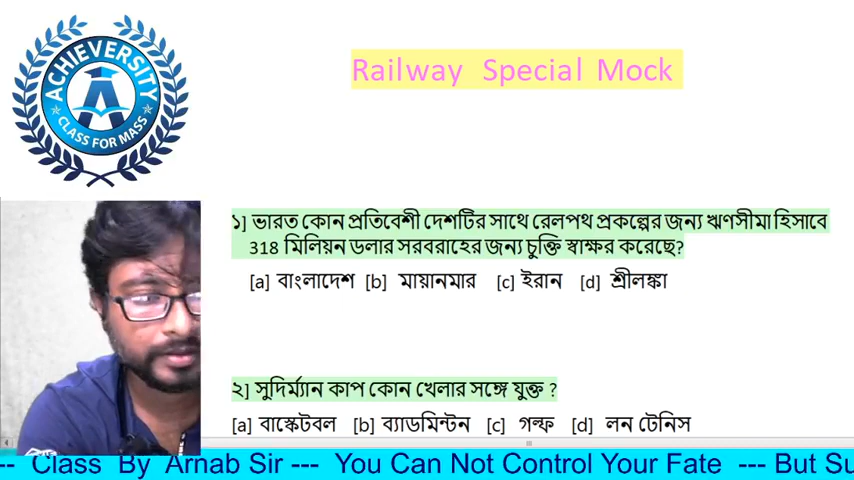 ACHIEVERSITY
CLASS FOR MASS
Railway Special Mock
১] ভারত কোন প্রতিবেশী দেশটির সাথে রেলপথ প্রকল্পের জন্য ঋণসীমা হিসাবে
318 মিলিয়ন ডলার সরবরাহের জন্য চুক্তি স্বাক্ষর করেছে?
[a] বাংলাদেশ [b] মায়ানমার [c] ইরান [d] শ্রীলঙ্কা
২] সুদির্ম্যান কাপ কোন খেলার সঙ্গে যুক্ত ?
[a] বাস্কেটবল [b] ব্যাডমিন্টন [c] গল্ফ [d] লন টেনিস
-- Class By Arnab Sir --- You Can Not Control Your Fate --- But Su